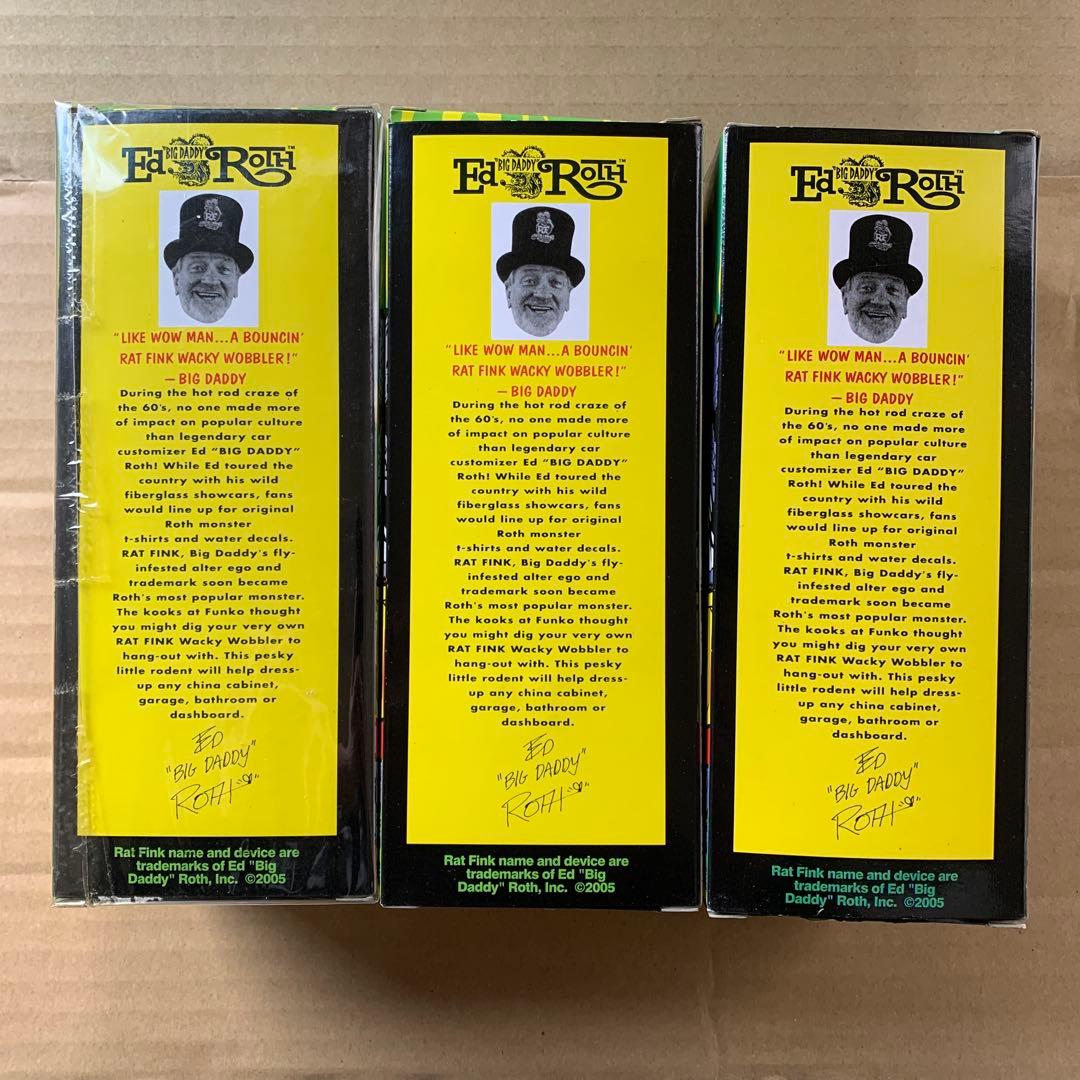 Ed "BIG DADDY" ROTH™
RF
"LIKE WOW MAN...A BOUNCIN'
RAT FINK WACKY WOBBLER!"
— BIG DADDY
During the hot rod craze of
the 60's, no one made more
of impact on popular culture
than legendary car
customizer Ed "BIG DADDY"
Roth! While Ed toured the
country with his wild
fiberglass showcars, fans
would line up for original
Roth monster
t-shirts and water decals.
RAT FINK, Big Daddy's fly-
infested alter ego and
trademark soon became
Roth's most popular monster.
The kooks at Funko thought
you might dig your very own
RAT FINK Wacky Wobbler to
hang-out with. This pesky
little rodent will help dress-
up any china cabinet,
garage, bathroom or
dashboard.
ED
"BIG DADDY"
ROTH
Rat Fink name and device are
trademarks of Ed "Big
Daddy" Roth, Inc. ©2005
Ed "BIG DADDY" ROTH™
RF
"LIKE WOW MAN...A BOUNCIN'
RAT FINK WACKY WOBBLER!"
— BIG DADDY
During the hot rod craze of
the 60's, no one made more
of impact on popular culture
than legendary car
customizer Ed "BIG DADDY"
Roth! While Ed toured the
country with his wild
fiberglass showcars, fans
would line up for original
Roth monster
t-shirts and water decals.
RAT FINK, Big Daddy's fly-
infested alter ego and
trademark soon became
Roth's most popular monster.
The kooks at Funko thought
you might dig your very own
RAT FINK Wacky Wobbler to
hang-out with. This pesky
little rodent will help dress-
up any china cabinet,
garage, bathroom or
dashboard.
ED
"BIG DADDY"
ROTH
Rat Fink name and device are
trademarks of Ed "Big
Daddy" Roth, Inc. ©2005
Ed "BIG DADDY" ROTH™
RF
"LIKE WOW MAN...A BOUNCIN'
RAT FINK WACKY WOBBLER!"
— BIG DADDY
During the hot rod craze of
the 60's, no one made more
of impact on popular culture
than legendary car
customizer Ed "BIG DADDY"
Roth! While Ed toured the
country with his wild
fiberglass showcars, fans
would line up for original
Roth monster
t-shirts and water decals.
RAT FINK, Big Daddy's fly-
infested alter ego and
trademark soon became
Roth's most popular monster.
The kooks at Funko thought
you might dig your very own
RAT FINK Wacky Wobbler to
hang-out with. This pesky
little rodent will help dress-
up any china cabinet,
garage, bathroom or
dashboard.
ED
"BIG DADDY"
ROTH
Rat Fink name and device are
trademarks of Ed "Big
Daddy" Roth, Inc. ©2005